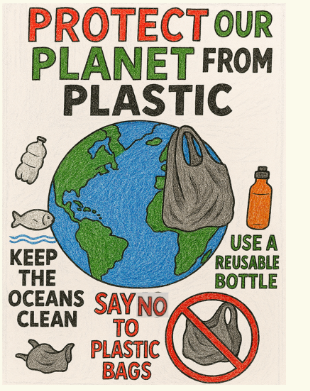 PROTECT OUR
PLANET FROM
PLASTIC
USE A
REUSABLE
BOTTLE
KEEP
THE
OCEANS
CLEAN
SAY NO
TO
PLASTIC
BAGS